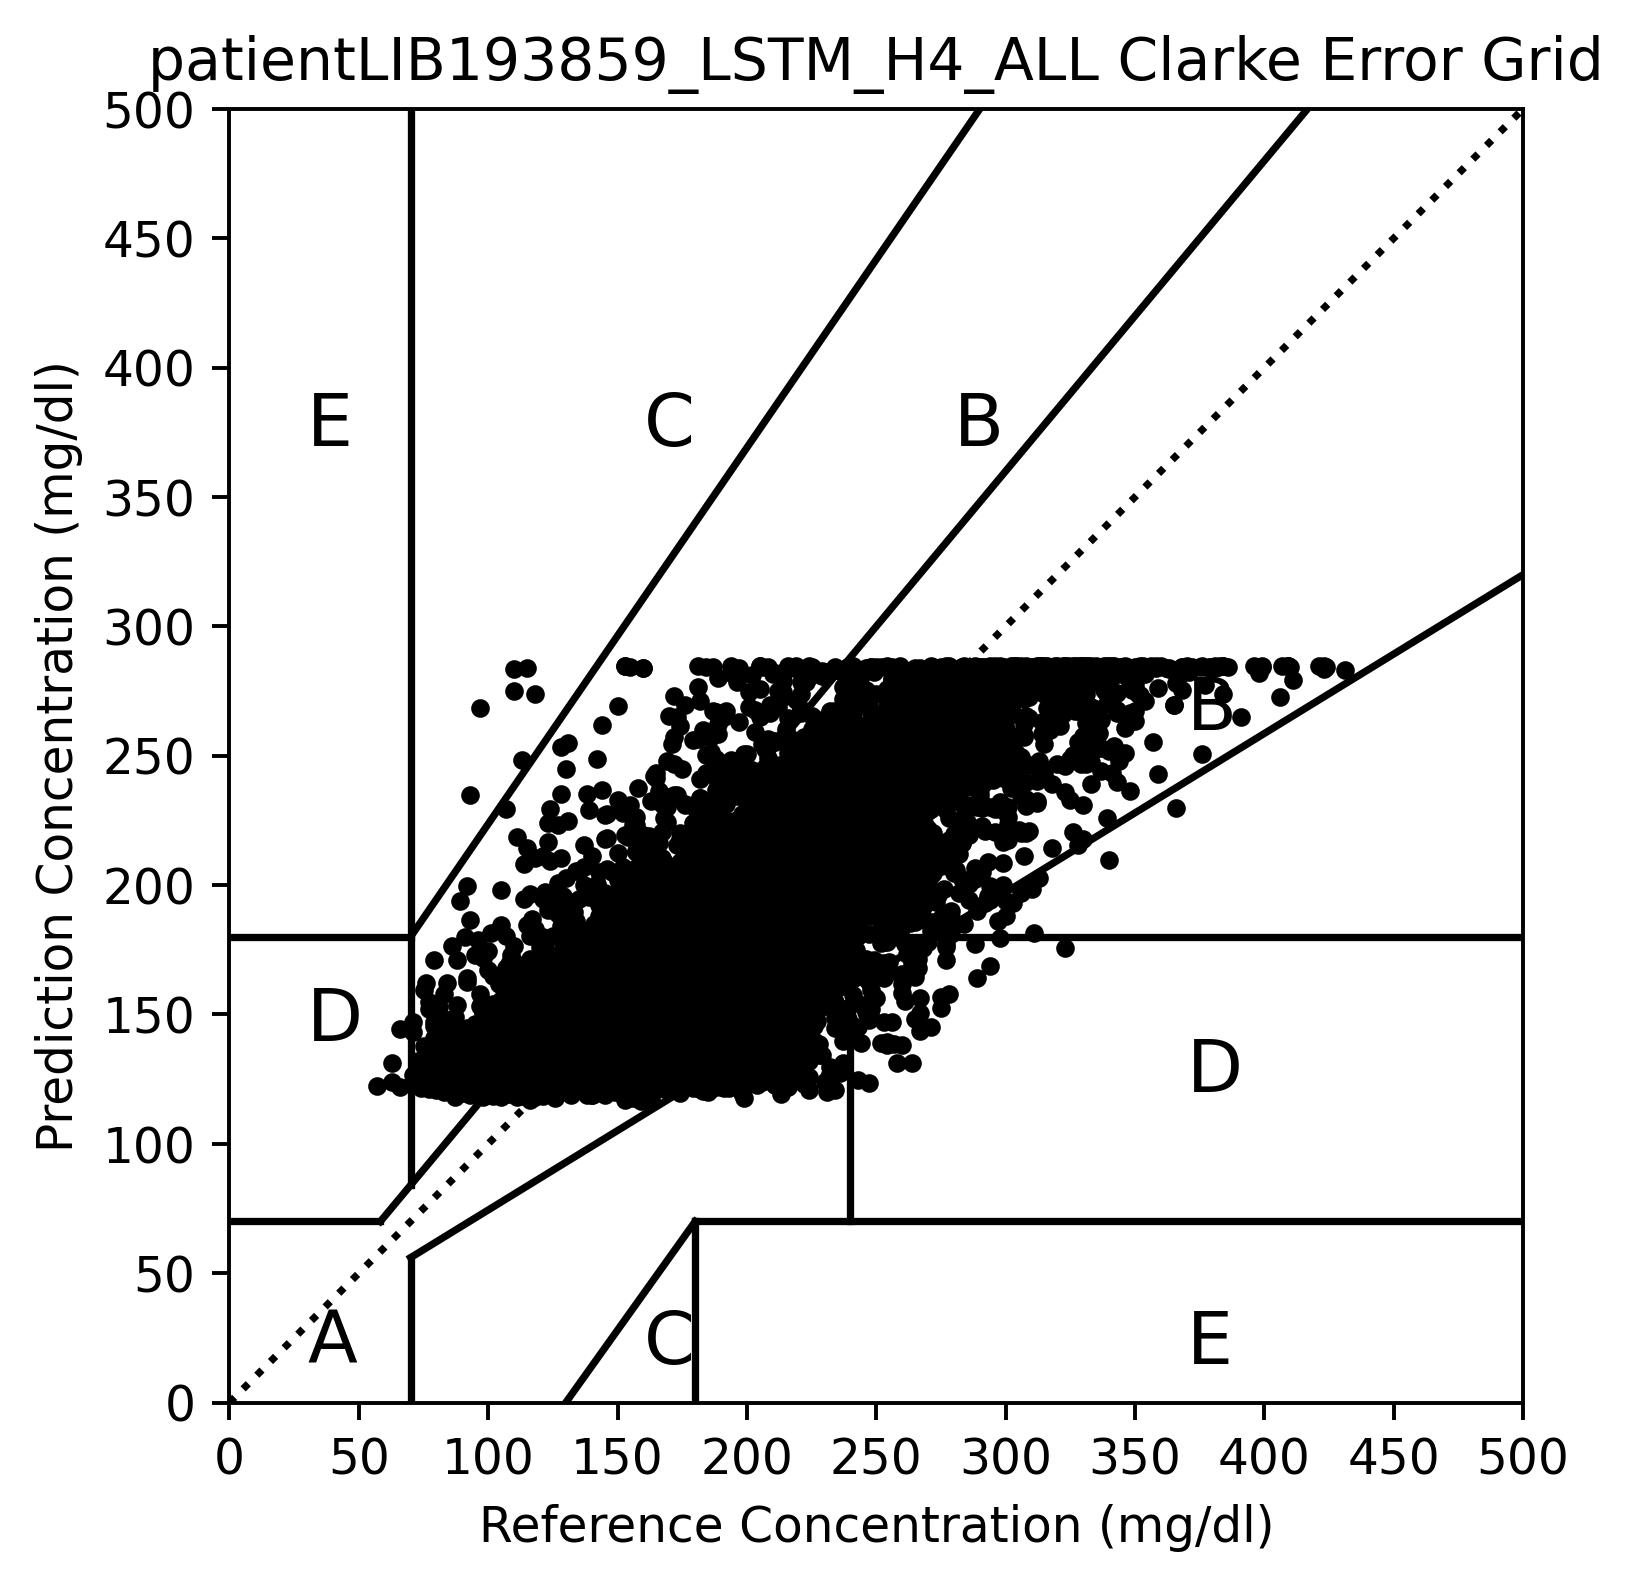 patientLIB193859_LSTM_H4_ALL Clarke Error Grid
500
450
400
350
300
250
200
150
100
50
0
Prediction Concentration (mg/dl)
E
C
B
B
D
D
A
C
E
0 50 100 150 200 250 300 350 400 450 500
Reference Concentration (mg/dl)